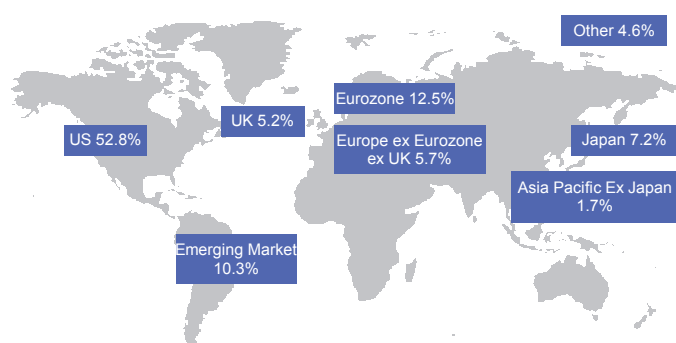 Other 4.6%
Eurozone 12.5%
UK 5.2%
US 52.8%
Europe ex Eurozone
ex UK 5.7%
Japan 7.2%
Asia Pacific Ex Japan
1.7%
Emerging Market
10.3%